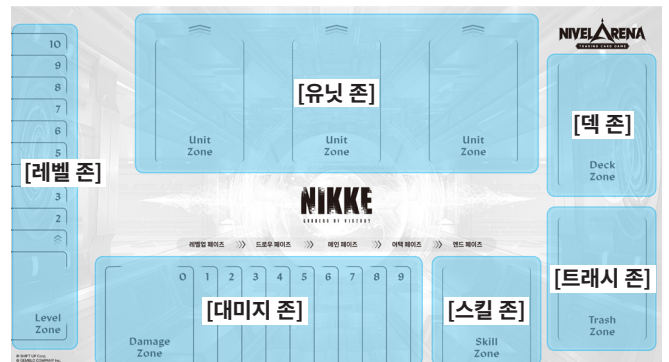 10
9
8
7
6
5
[레벨 존]
3
2
Level
Zone
[유닛 존]
Unit
Zone
Unit
Zone
Unit
Zone
NIVEL ARENA
TRADING CARD GAME
[덱 존]
Deck
Zone
NIKKE
GODDESS OF VICTORY
레벨업 페이즈 》》 드로우 페이즈 》》 메인 페이즈 》》 어택 페이즈 》》 엔드 페이즈
0 1 2 3 4 5 6 7 8 9
[대미지 존]
Damage
Zone
[스킬 존]
Skill
Zone
[트래시 존]
Trash
Zone
© SHIFT UP Corp.